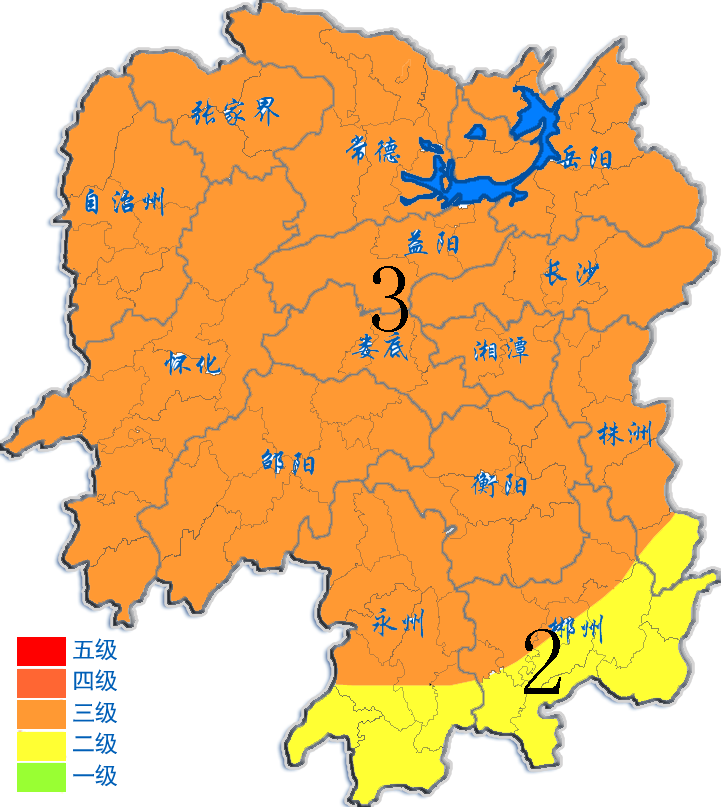 张家界
常德
岳阳
自治州
益阳
长沙
3
娄底
湘潭
怀化
株洲
邵阳
衡阳
永州
郴州
2
五级
四级
三级
二级
一级